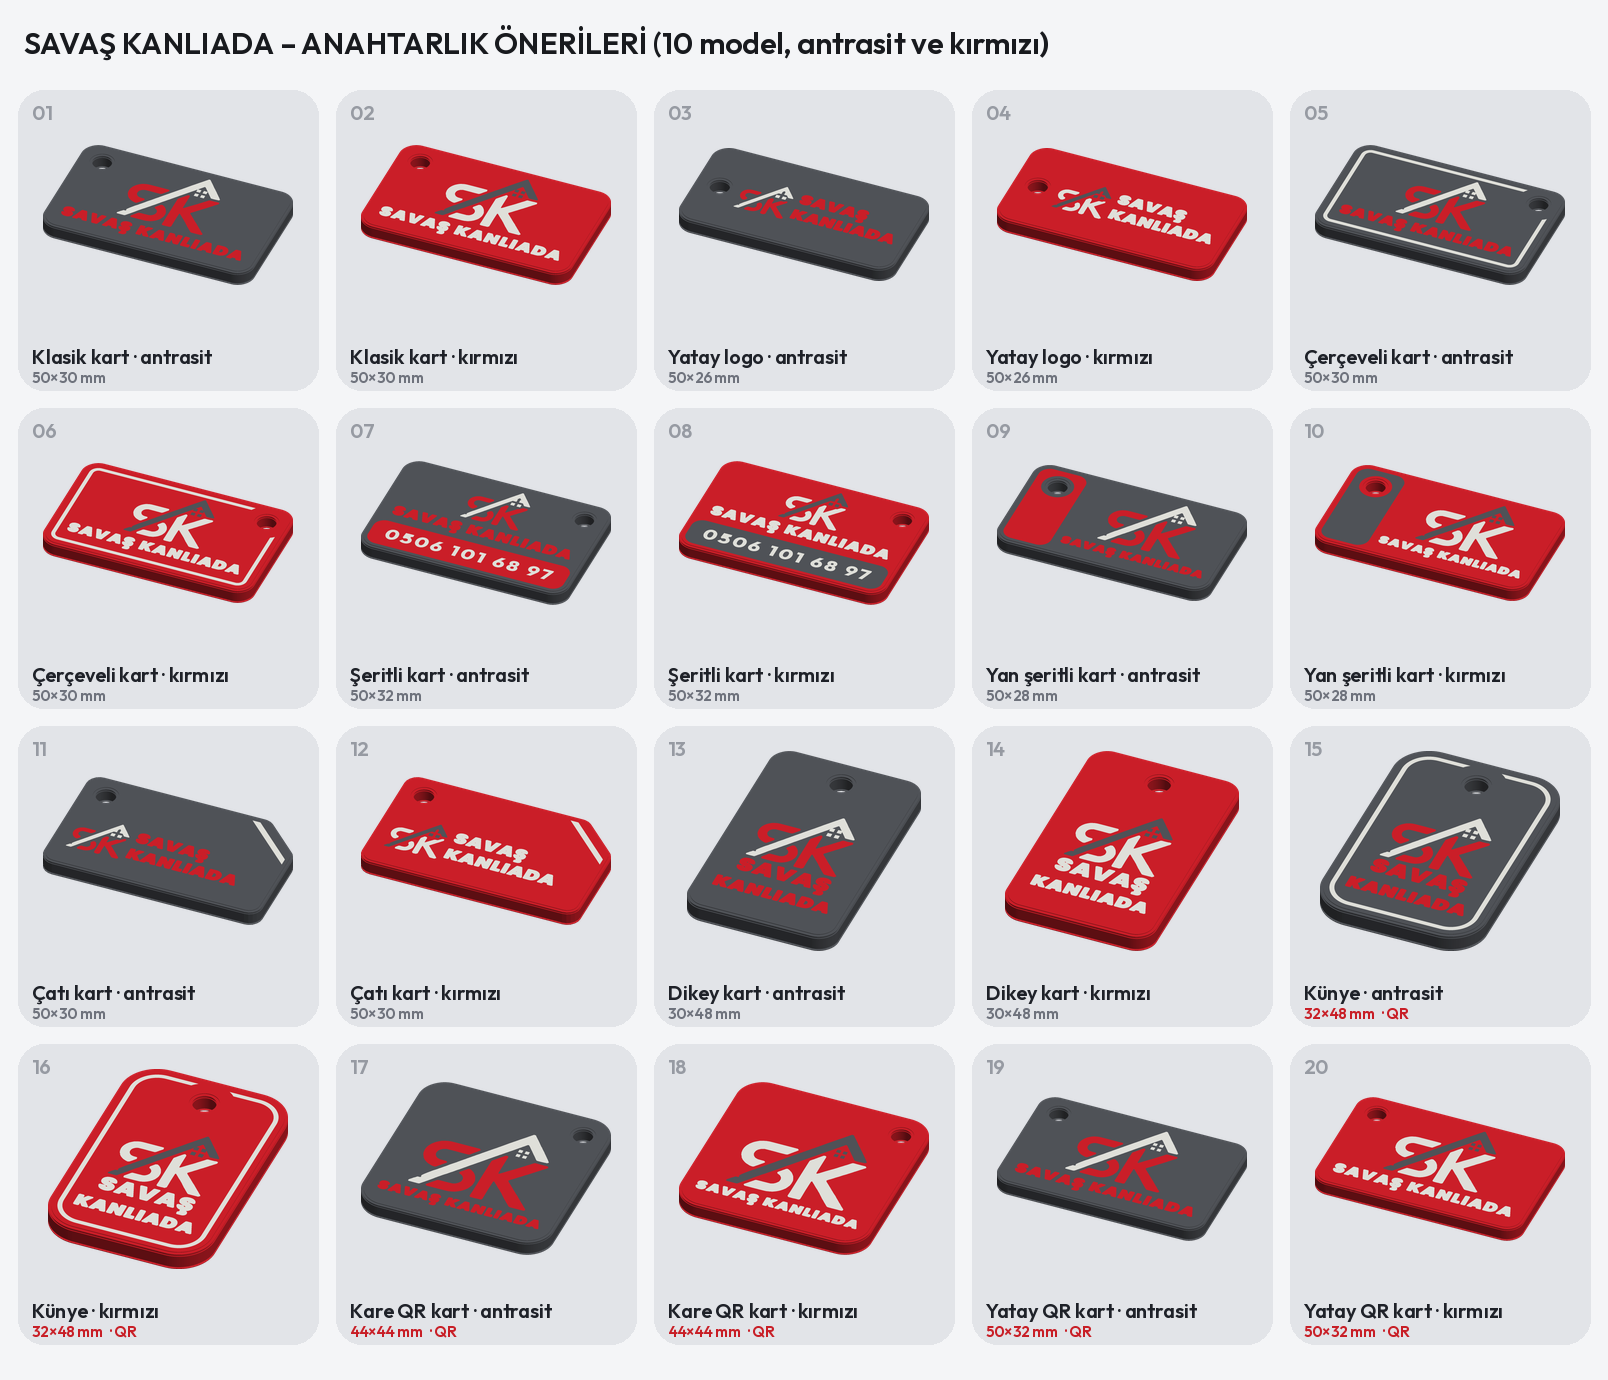 SAVAŞ KANLIADA – ANAHTARLIK ÖNERİLERİ (10 model, antrasit ve kırmızı)
01
SK
SAVAŞ KANLIADA
Klasik kart · antrasit
50×30 mm
02
SK
SAVAŞ KANLIADA
Klasik kart · kırmızı
50×30 mm
03
SK
SAVAŞ
KANLIADA
Yatay logo · antrasit
50×26 mm
04
SK
SAVAŞ
KANLIADA
Yatay logo · kırmızı
50×26 mm
05
SK
SAVAŞ KANLIADA
Çerçeveli kart · antrasit
50×30 mm
06
SK
SAVAŞ KANLIADA
Çerçeveli kart · kırmızı
50×30 mm
07
SK
SAVAŞ KANLIADA
0506 101 68 97
Şeritli kart · antrasit
50×32 mm
08
SK
SAVAŞ KANLIADA
0506 101 68 97
Şeritli kart · kırmızı
50×32 mm
09
SK
SAVAŞ KANLIADA
Yan şeritli kart · antrasit
50×28 mm
10
SK
SAVAŞ KANLIADA
Yan şeritli kart · kırmızı
50×28 mm
11
SK
SAVAŞ
KANLIADA
Çatı kart · antrasit
50×30 mm
12
SK
SAVAŞ
KANLIADA
Çatı kart · kırmızı
50×30 mm
13
SK
SAVAŞ
KANLIADA
Dikey kart · antrasit
30×48 mm
14
SK
SAVAŞ
KANLIADA
Dikey kart · kırmızı
30×48 mm
15
SK
SAVAŞ
KANLIADA
Künye · antrasit
32×48 mm · QR
16
SK
SAVAŞ
KANLIADA
Künye · kırmızı
32×48 mm · QR
17
SK
SAVAŞ KANLIADA
Kare QR kart · antrasit
44×44 mm · QR
18
SK
SAVAŞ KANLIADA
Kare QR kart · kırmızı
44×44 mm · QR
19
SK
SAVAŞ KANLIADA
Yatay QR kart · antrasit
50×32 mm · QR
20
SK
SAVAŞ KANLIADA
Yatay QR kart · kırmızı
50×32 mm · QR